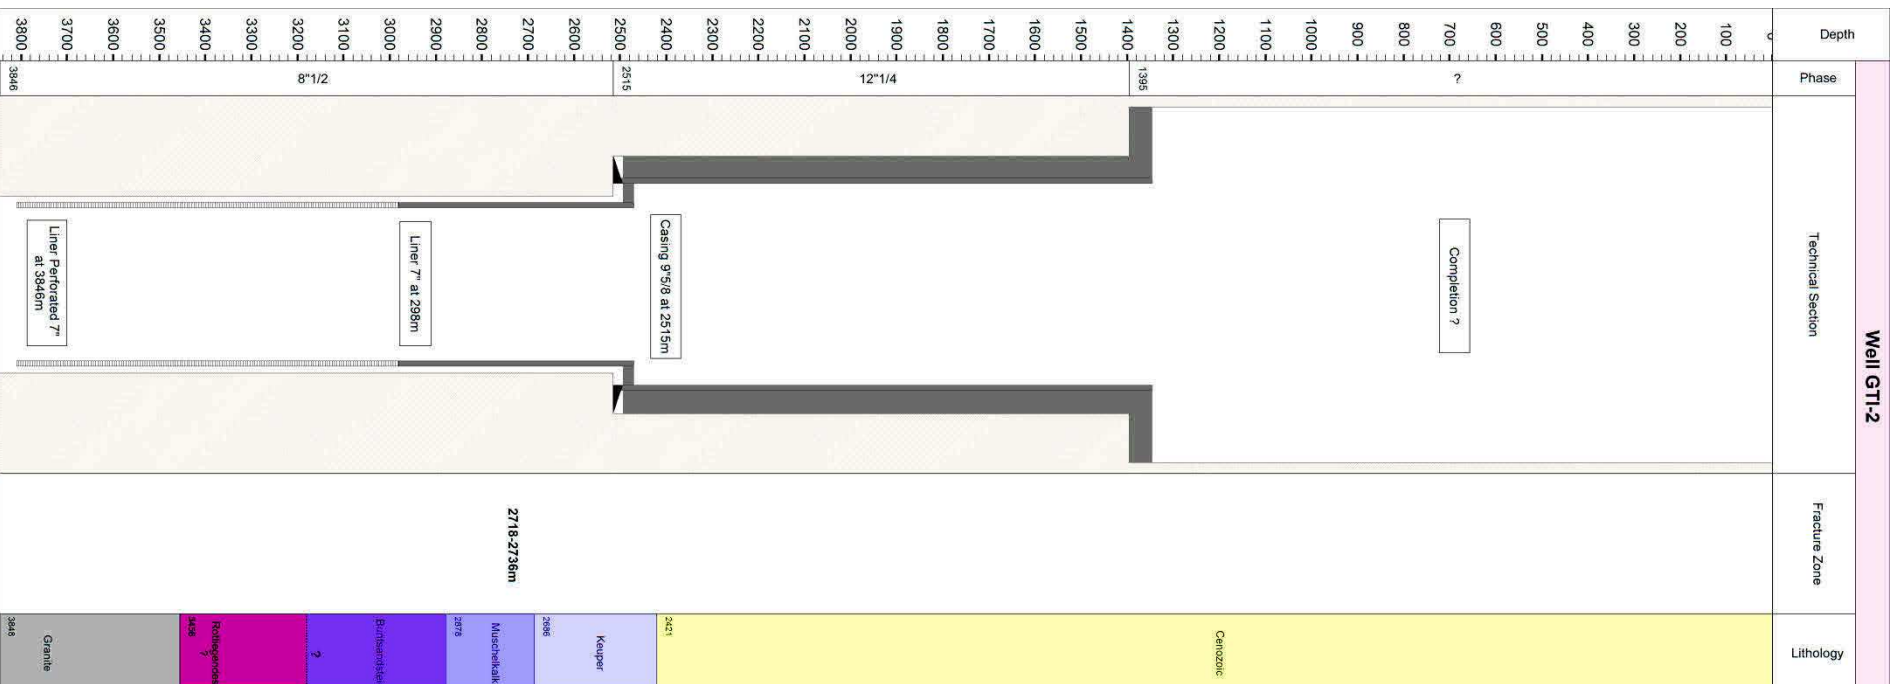 Well GTI-2
Depth
Phase
Technical Section
Fracture Zone
Lithology
0
100
200
300
400
500
600
700
800
900
1000
1100
1200
1300
1400
1500
1600
1700
1800
1900
2000
2100
2200
2300
2400
2500
2600
2700
2800
2900
3000
3100
3200
3300
3400
3500
3600
3700
3800
?
1395
12"1/4
2515
8"1/2
3846
Completion ?
Casing 9"5/8 at 2515m
Liner 7" at 298m
Liner Perforated 7"
at 3846m
2718-2736m
Cenozoic
2421
Keuper
2686
Muschelkalk
2878
Buntsandstei
?
Rotliegendes
?
3456
Granite
3848